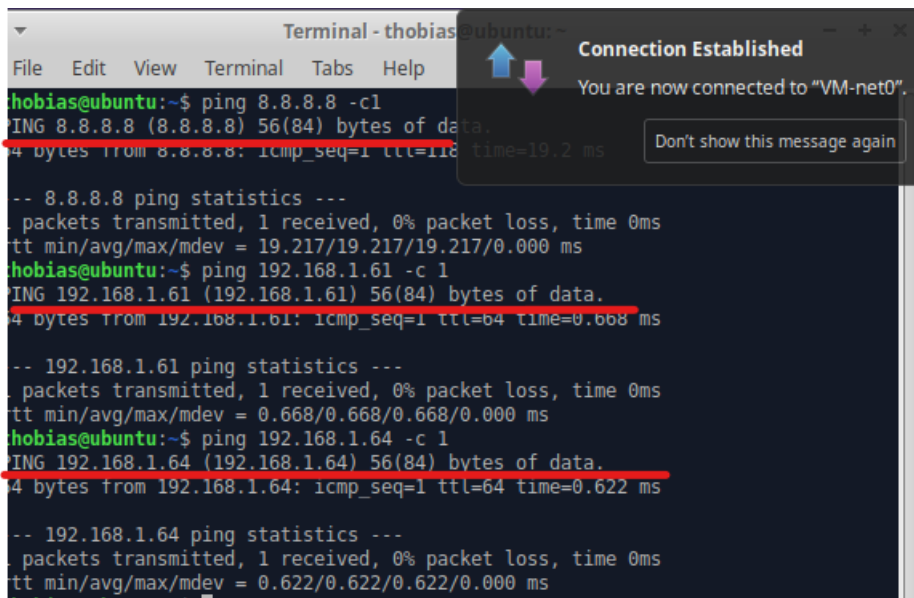 Terminal - thobias@ubuntu: ~
Connection Established
You are now connected to “VM-net0”.
Don't show this message again
File Edit View Terminal Tabs Help
thobias@ubuntu:~$ ping 8.8.8.8 -c1
PING 8.8.8.8 (8.8.8.8) 56(84) bytes of data.
64 bytes from 8.8.8.8: icmp_seq=1 ttl=118 time=19.2 ms
--- 8.8.8.8 ping statistics ---
packets transmitted, 1 received, 0% packet loss, time 0ms
rtt min/avg/max/mdev = 19.217/19.217/19.217/0.000 ms
thobias@ubuntu:~$ ping 192.168.1.61 -c 1
PING 192.168.1.61 (192.168.1.61) 56(84) bytes of data.
64 bytes from 192.168.1.61: icmp_seq=1 ttl=64 time=0.668 ms
--- 192.168.1.61 ping statistics ---
packets transmitted, 1 received, 0% packet loss, time 0ms
rtt min/avg/max/mdev = 0.668/0.668/0.668/0.000 ms
thobias@ubuntu:~$ ping 192.168.1.64 -c 1
PING 192.168.1.64 (192.168.1.64) 56(84) bytes of data.
64 bytes from 192.168.1.64: icmp_seq=1 ttl=64 time=0.622 ms
--- 192.168.1.64 ping statistics ---
packets transmitted, 1 received, 0% packet loss, time 0ms
rtt min/avg/max/mdev = 0.622/0.622/0.622/0.000 ms